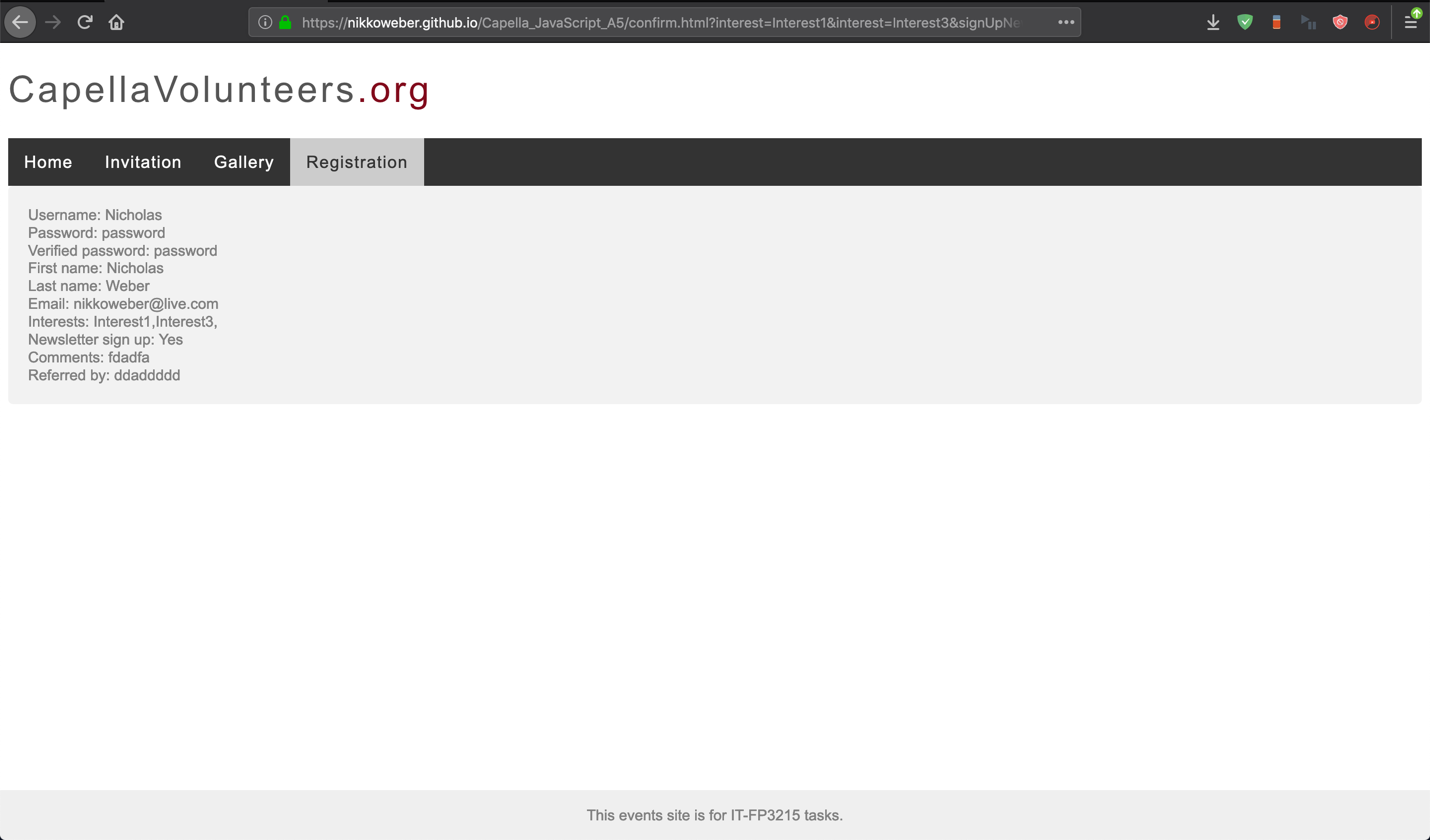 https://nikkoweber.github.io/Capella_JavaScript_A5/confirm.html?interest=Interest1&interest=Interest3&signUpNe
CapellaVolunteers.org
Home Invitation Gallery Registration
Username: Nicholas
Password: password
Verified password: password
First name: Nicholas
Last name: Weber
Email: nikkoweber@live.com
Interests: Interest1,Interest3,
Newsletter sign up: Yes
Comments: fdadfa
Referred by: ddaddddd
This events site is for IT-FP3215 tasks.